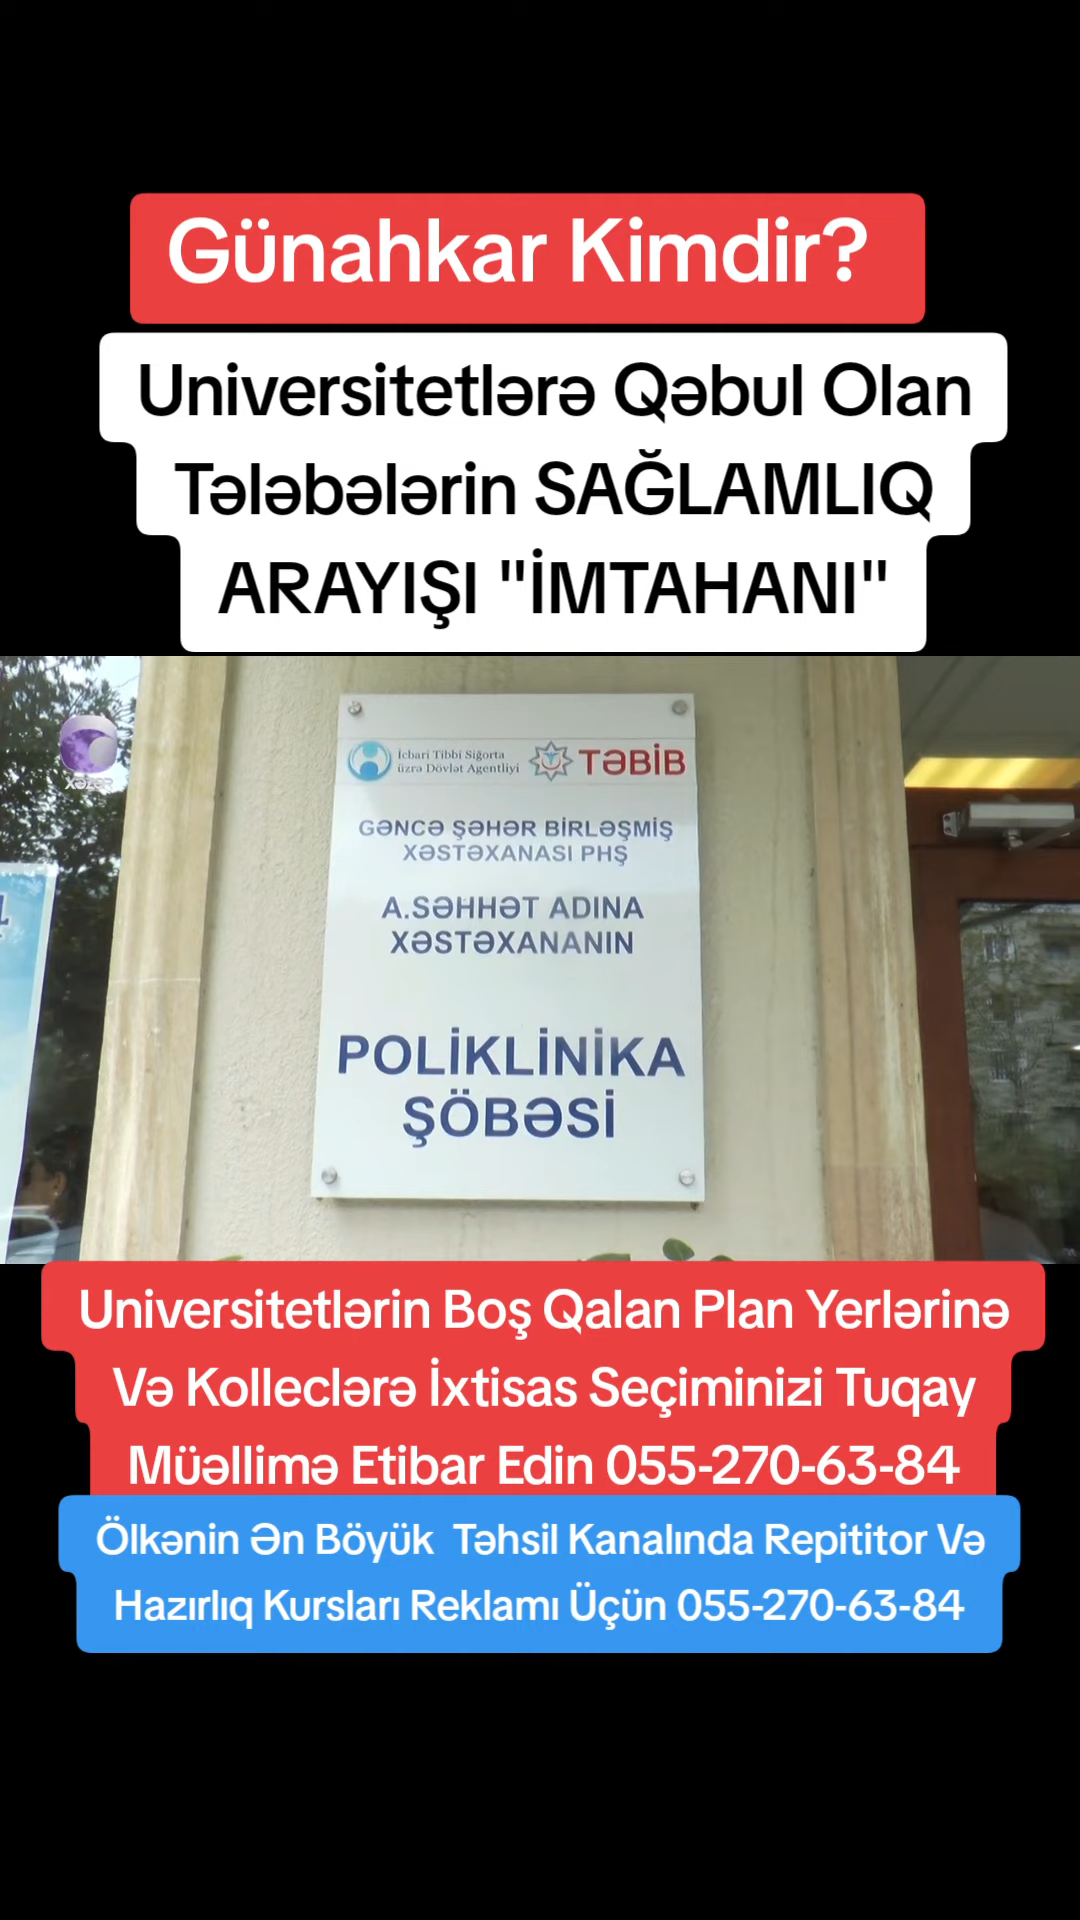 Günahkar Kimdir?
Universitetlərə Qəbul Olan
Tələbələrin SAĞLAMLIQ
ARAYIŞI "İMTAHANI"
XƏZƏR
İcbari Tibbi Sığorta
üzrə Dövlət Agentliyi
TƏBİB
GƏNCƏ ŞƏHƏR BİRLƏŞMİŞ
XƏSTƏXANASI PHŞ
A.SƏHHƏT ADINA
XƏSTƏXANANIN
POLİKLİNİKA
ŞÖBƏSİ
Universitetlərin Boş Qalan Plan Yerlərinə
Və Kolleclərə İxtisas Seçiminizi Tuqay
Müəllimə Etibar Edin 055-270-63-84
Ölkənin Ən Böyük Təhsil Kanalında Repititor Və
Hazırlıq Kursları Reklamı Üçün 055-270-63-84